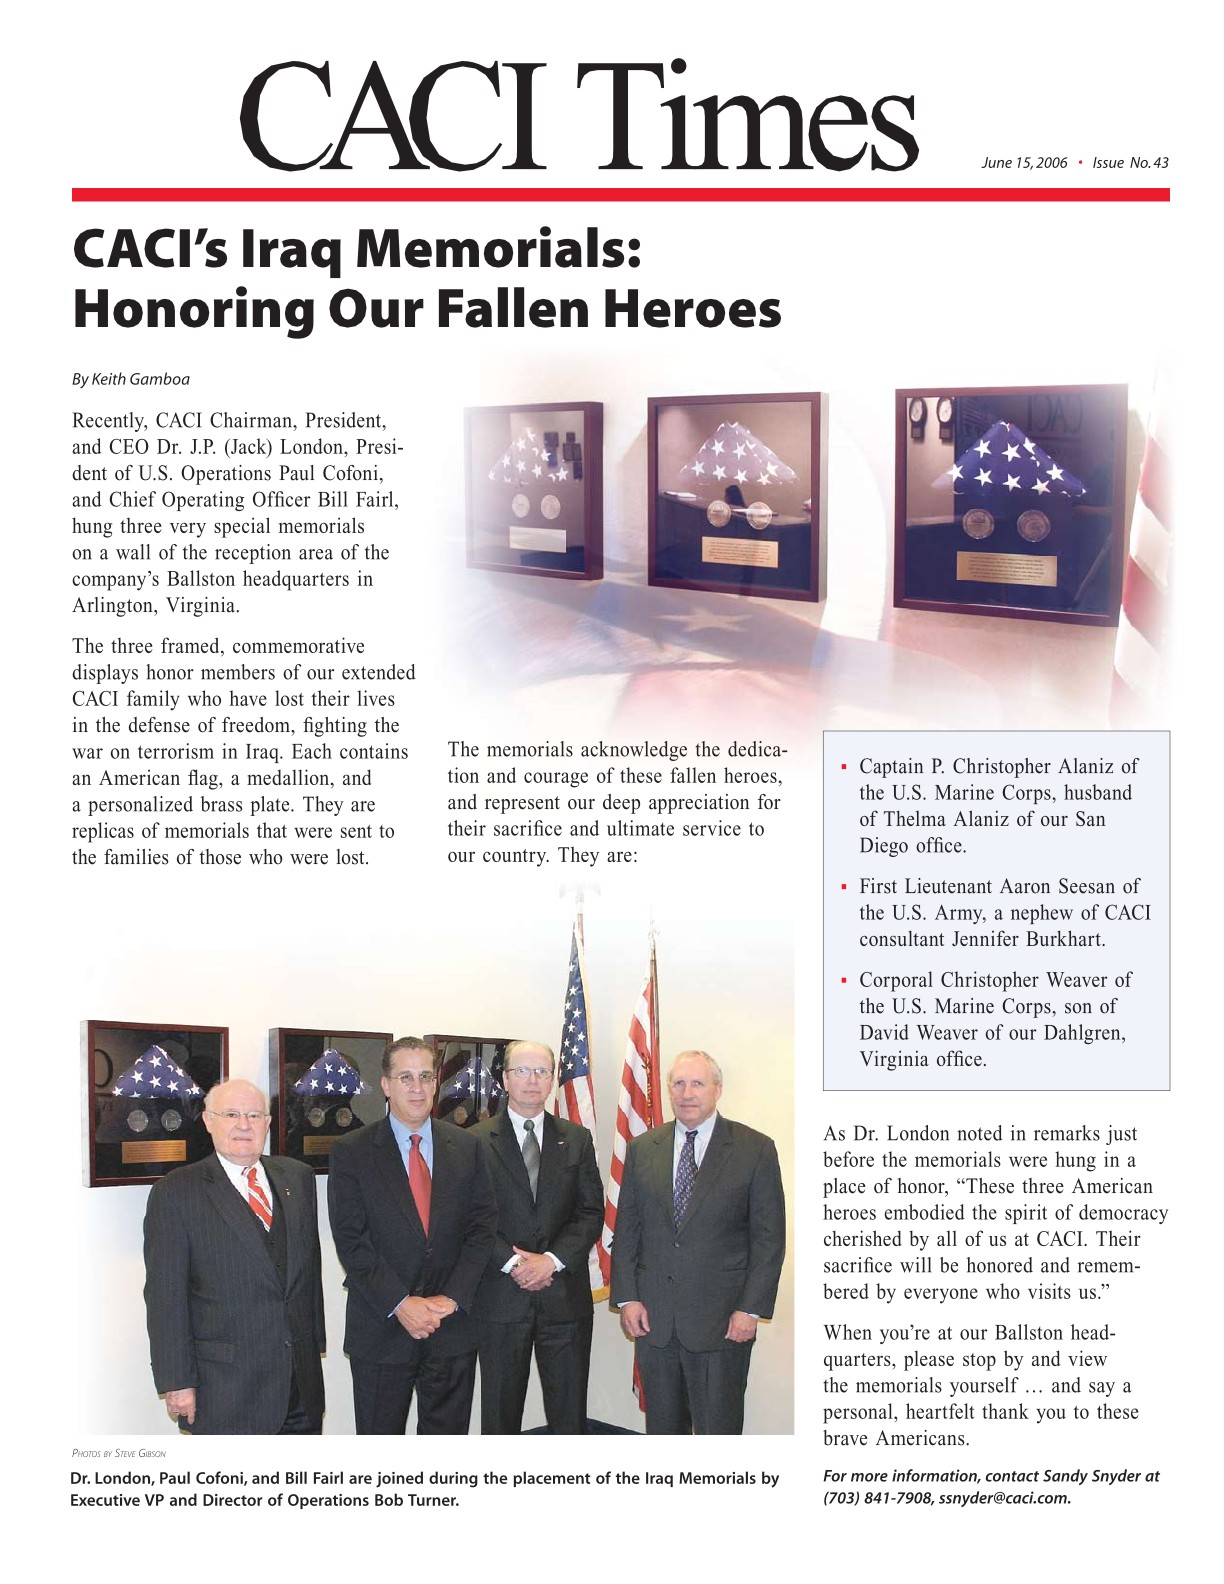 CACI Times
June 15, 2006 • Issue No. 43
CACI’s Iraq Memorials:
Honoring Our Fallen Heroes
By Keith Gamboa
Recently, CACI Chairman, President,
and CEO Dr. J.P. (Jack) London, Presi-
dent of U.S. Operations Paul Cofoni,
and Chief Operating Officer Bill Fairl,
hung three very special memorials
on a wall of the reception area of the
company’s Ballston headquarters in
Arlington, Virginia.
The three framed, commemorative
displays honor members of our extended
CACI family who have lost their lives
in the defense of freedom, fighting the
war on terrorism in Iraq. Each contains
an American flag, a medallion, and
a personalized brass plate. They are
replicas of memorials that were sent to
the families of those who were lost.
The memorials acknowledge the dedica-
tion and courage of these fallen heroes,
and represent our deep appreciation for
their sacrifice and ultimate service to
our country. They are:
▪ Captain P. Christopher Alaniz of
the U.S. Marine Corps, husband
of Thelma Alaniz of our San
Diego office.
▪ First Lieutenant Aaron Seesan of
the U.S. Army, a nephew of CACI
consultant Jennifer Burkhart.
▪ Corporal Christopher Weaver of
the U.S. Marine Corps, son of
David Weaver of our Dahlgren,
Virginia office.
As Dr. London noted in remarks just
before the memorials were hung in a
place of honor, “These three American
heroes embodied the spirit of democracy
cherished by all of us at CACI. Their
sacrifice will be honored and remem-
bered by everyone who visits us.”
When you’re at our Ballston head-
quarters, please stop by and view
the memorials yourself … and say a
personal, heartfelt thank you to these
brave Americans.
For more information, contact Sandy Snyder at
(703) 841-7908, ssnyder@caci.com.
Photos by Steve Gibson
Dr. London, Paul Cofoni, and Bill Fairl are joined during the placement of the Iraq Memorials by
Executive VP and Director of Operations Bob Turner.